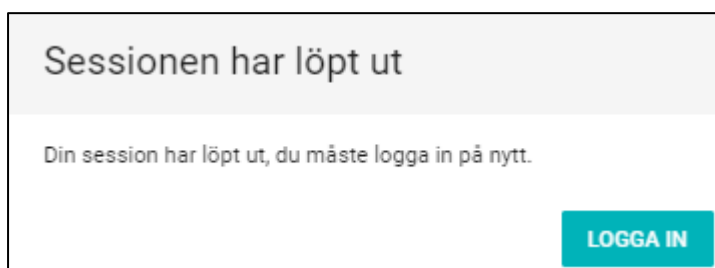 Sessionen har löpt ut
Din session har löpt ut, du måste logga in på nytt.
LOGGA IN